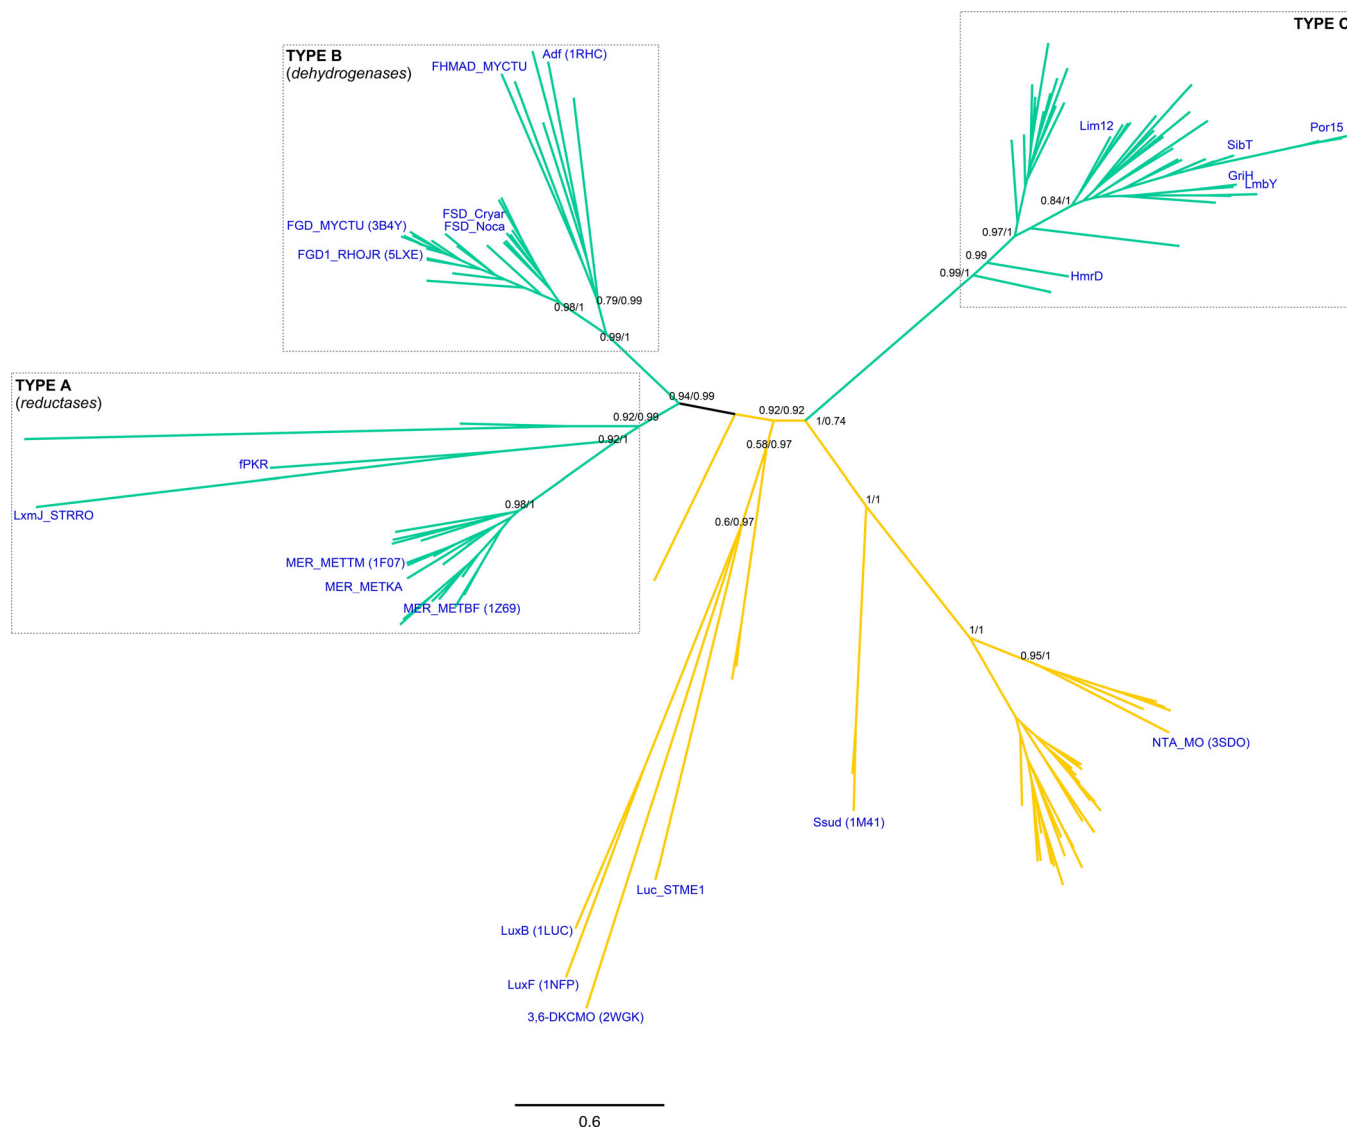 TYPE C
TYPE B
(dehydrogenases)
Adf (1RHC)
FHMAD_MYCTU
Lim12
Por15
SibT
GriH
LmbY
0.84/1
FSD_Cryar
FSD_Noca
FGD_MYCTU (3B4Y)
FGD1_RHOJR (5LXE)
0.97/1
0.99
0.99/1
HmrD
0.79/0.99
0.98/1
0.99/1
TYPE A
(reductases)
0.94/0.99
0.92/0.99
0.92/0.92
1/0.74
0.92/1
0.58/0.97
fPKR
LxmJ_STRRO
0.98/1
1/1
0.6/0.97
MER_METTM (1F07)
MER_METKA
MER_METBF (1Z69)
1/1
0.95/1
NTA_MO (3SDO)
Ssud (1M41)
Luc_STME1
LuxB (1LUC)
LuxF (1NFP)
3,6-DKCMO (2WGK)
0.6